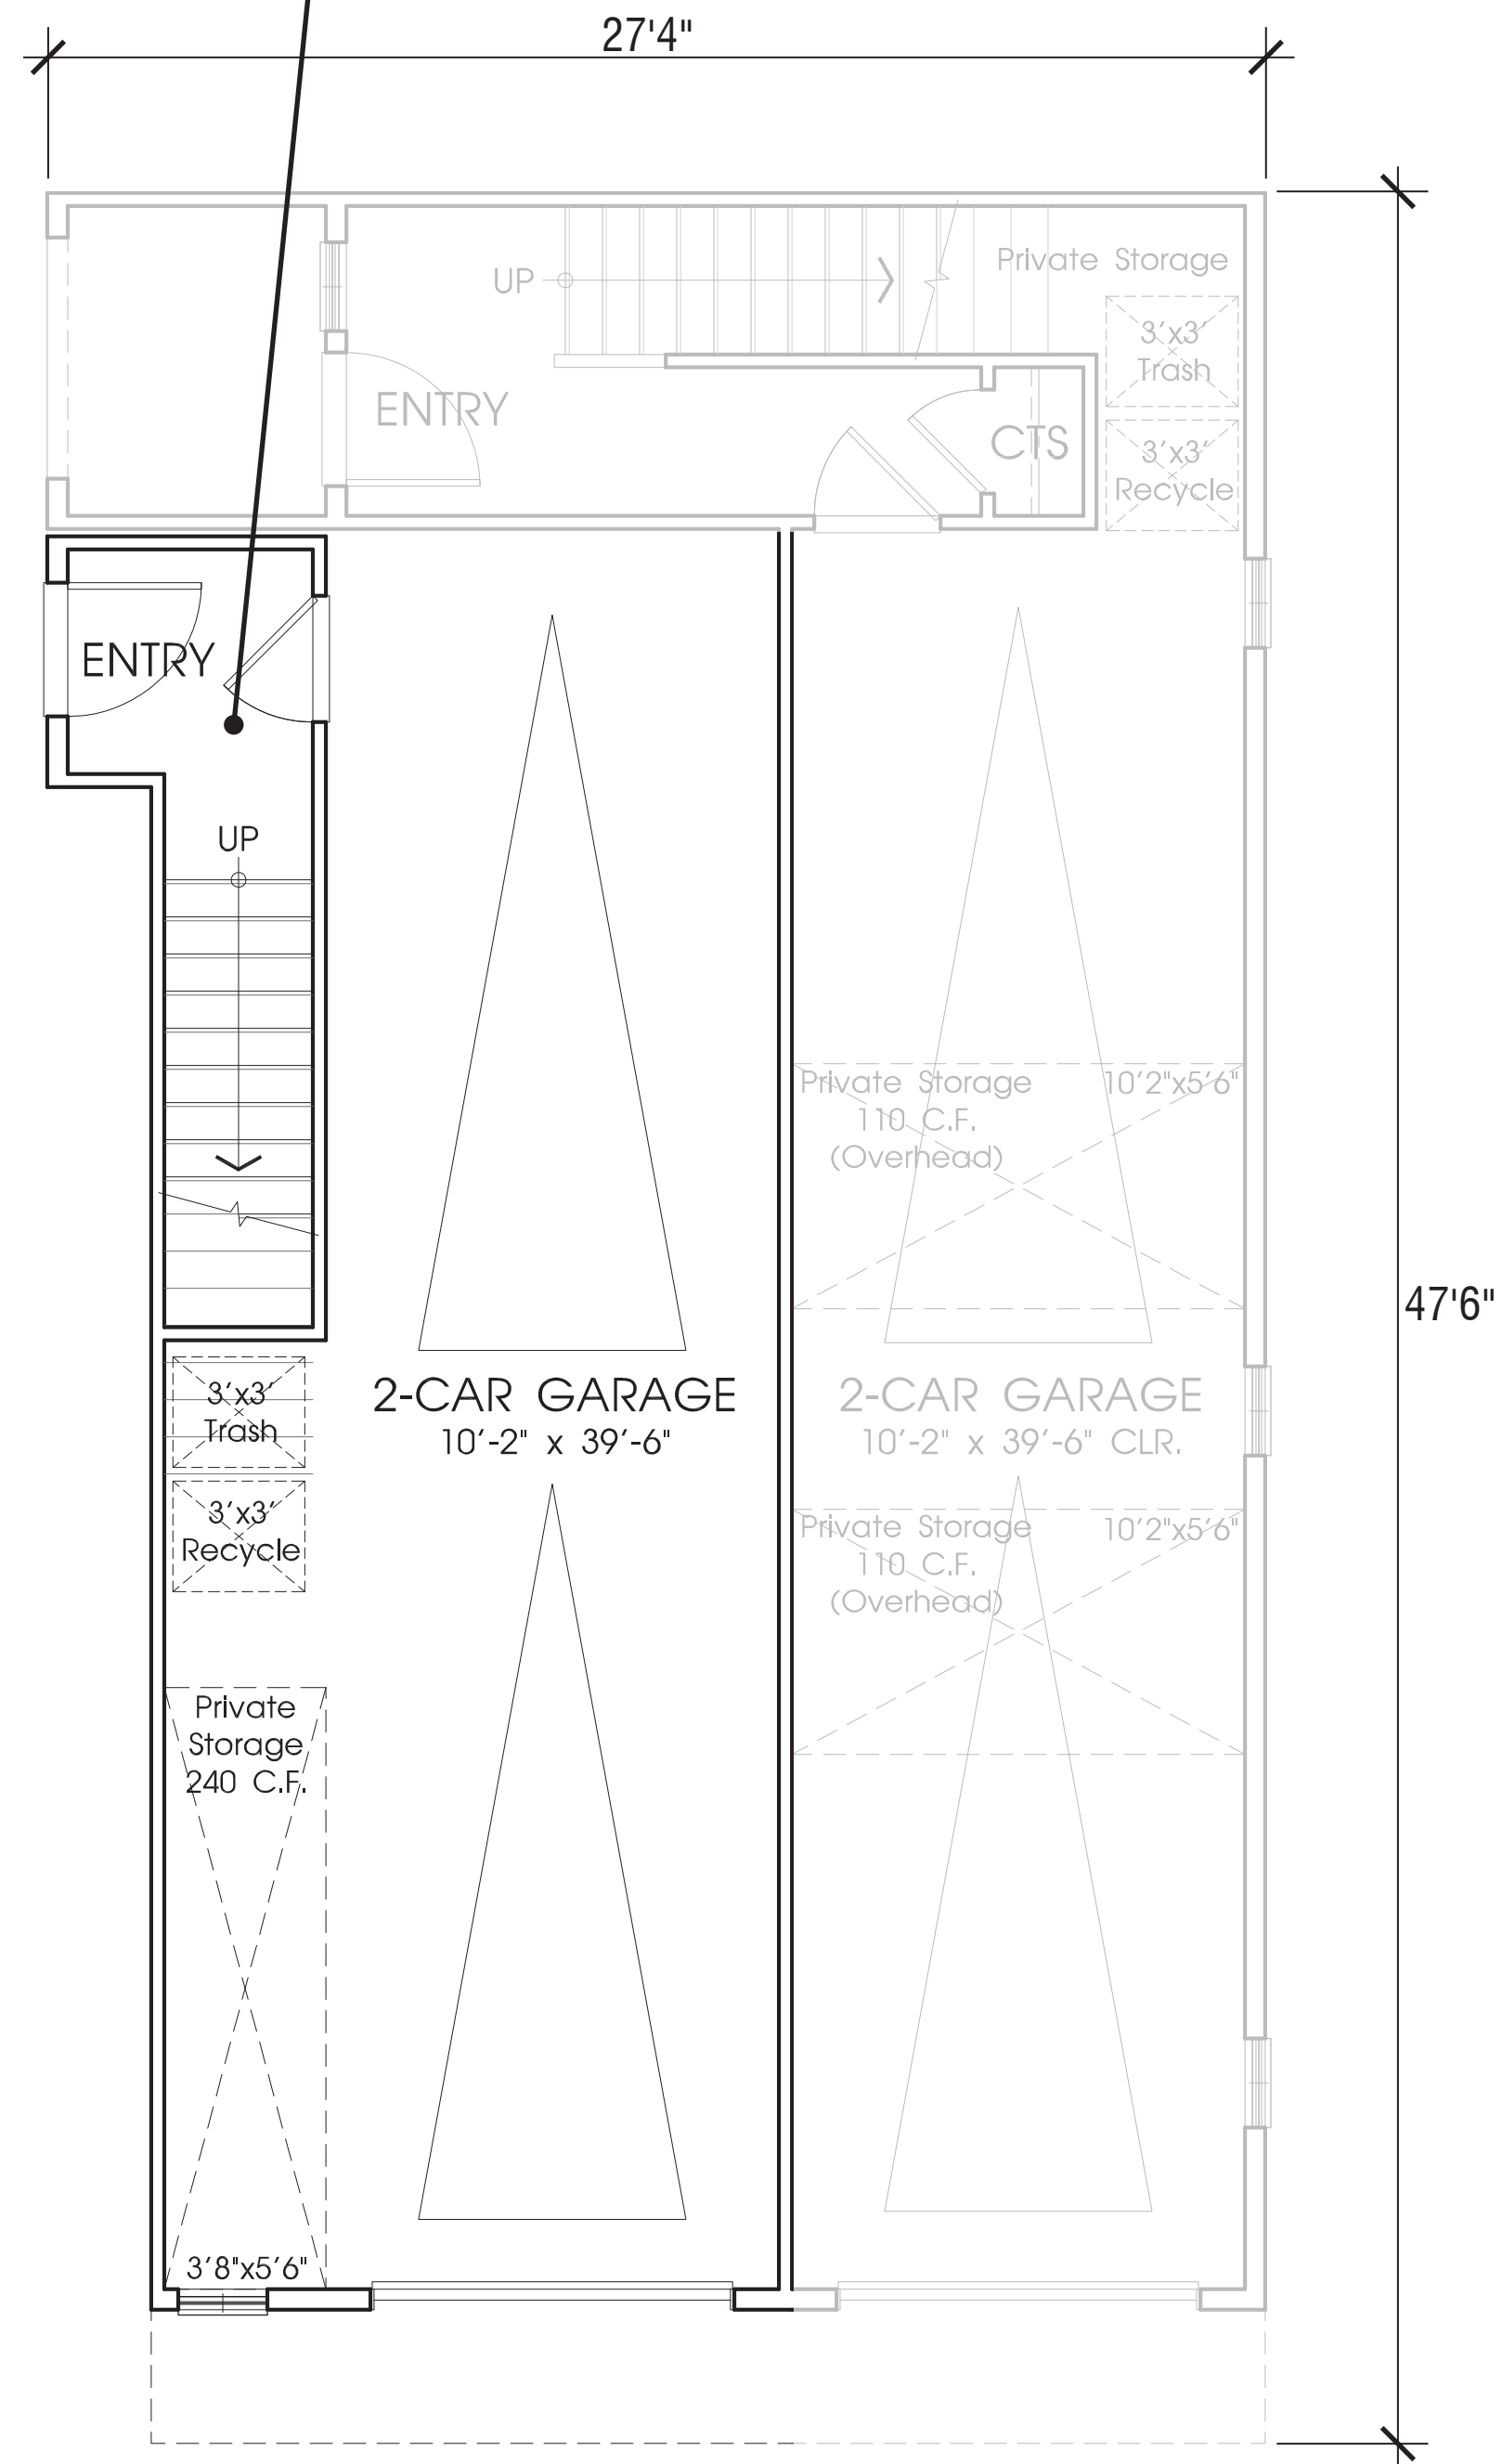 27'4"
UP
Private Storage
3'x3'
Trash
ENTRY
CTS
3'x3'
Recycle
ENTRY
UP
Private Storage 10'2"x5'6"
110 C.F.
(Overhead)
47'6"
3'x3'
Trash
2-CAR GARAGE
10'-2" x 39'-6"
2-CAR GARAGE
10'-2" x 39'-6" CLR.
3'x3'
Recycle
Private Storage 10'2"x5'6"
110 C.F.
(Overhead)
Private
Storage
240 C.F.
3'8"x5'6"